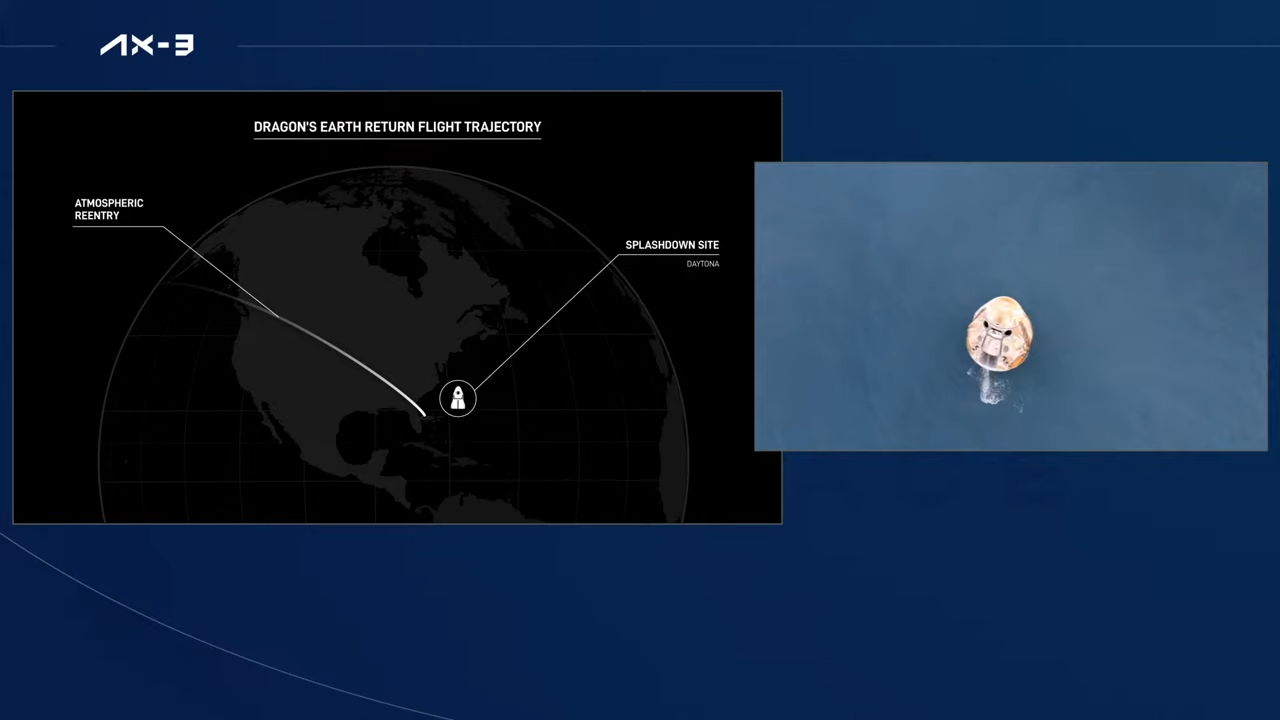 AX-3
DRAGON'S EARTH RETURN FLIGHT TRAJECTORY
ATMOSPHERIC
REENTRY
SPLASHDOWN SITE
DAYTONA